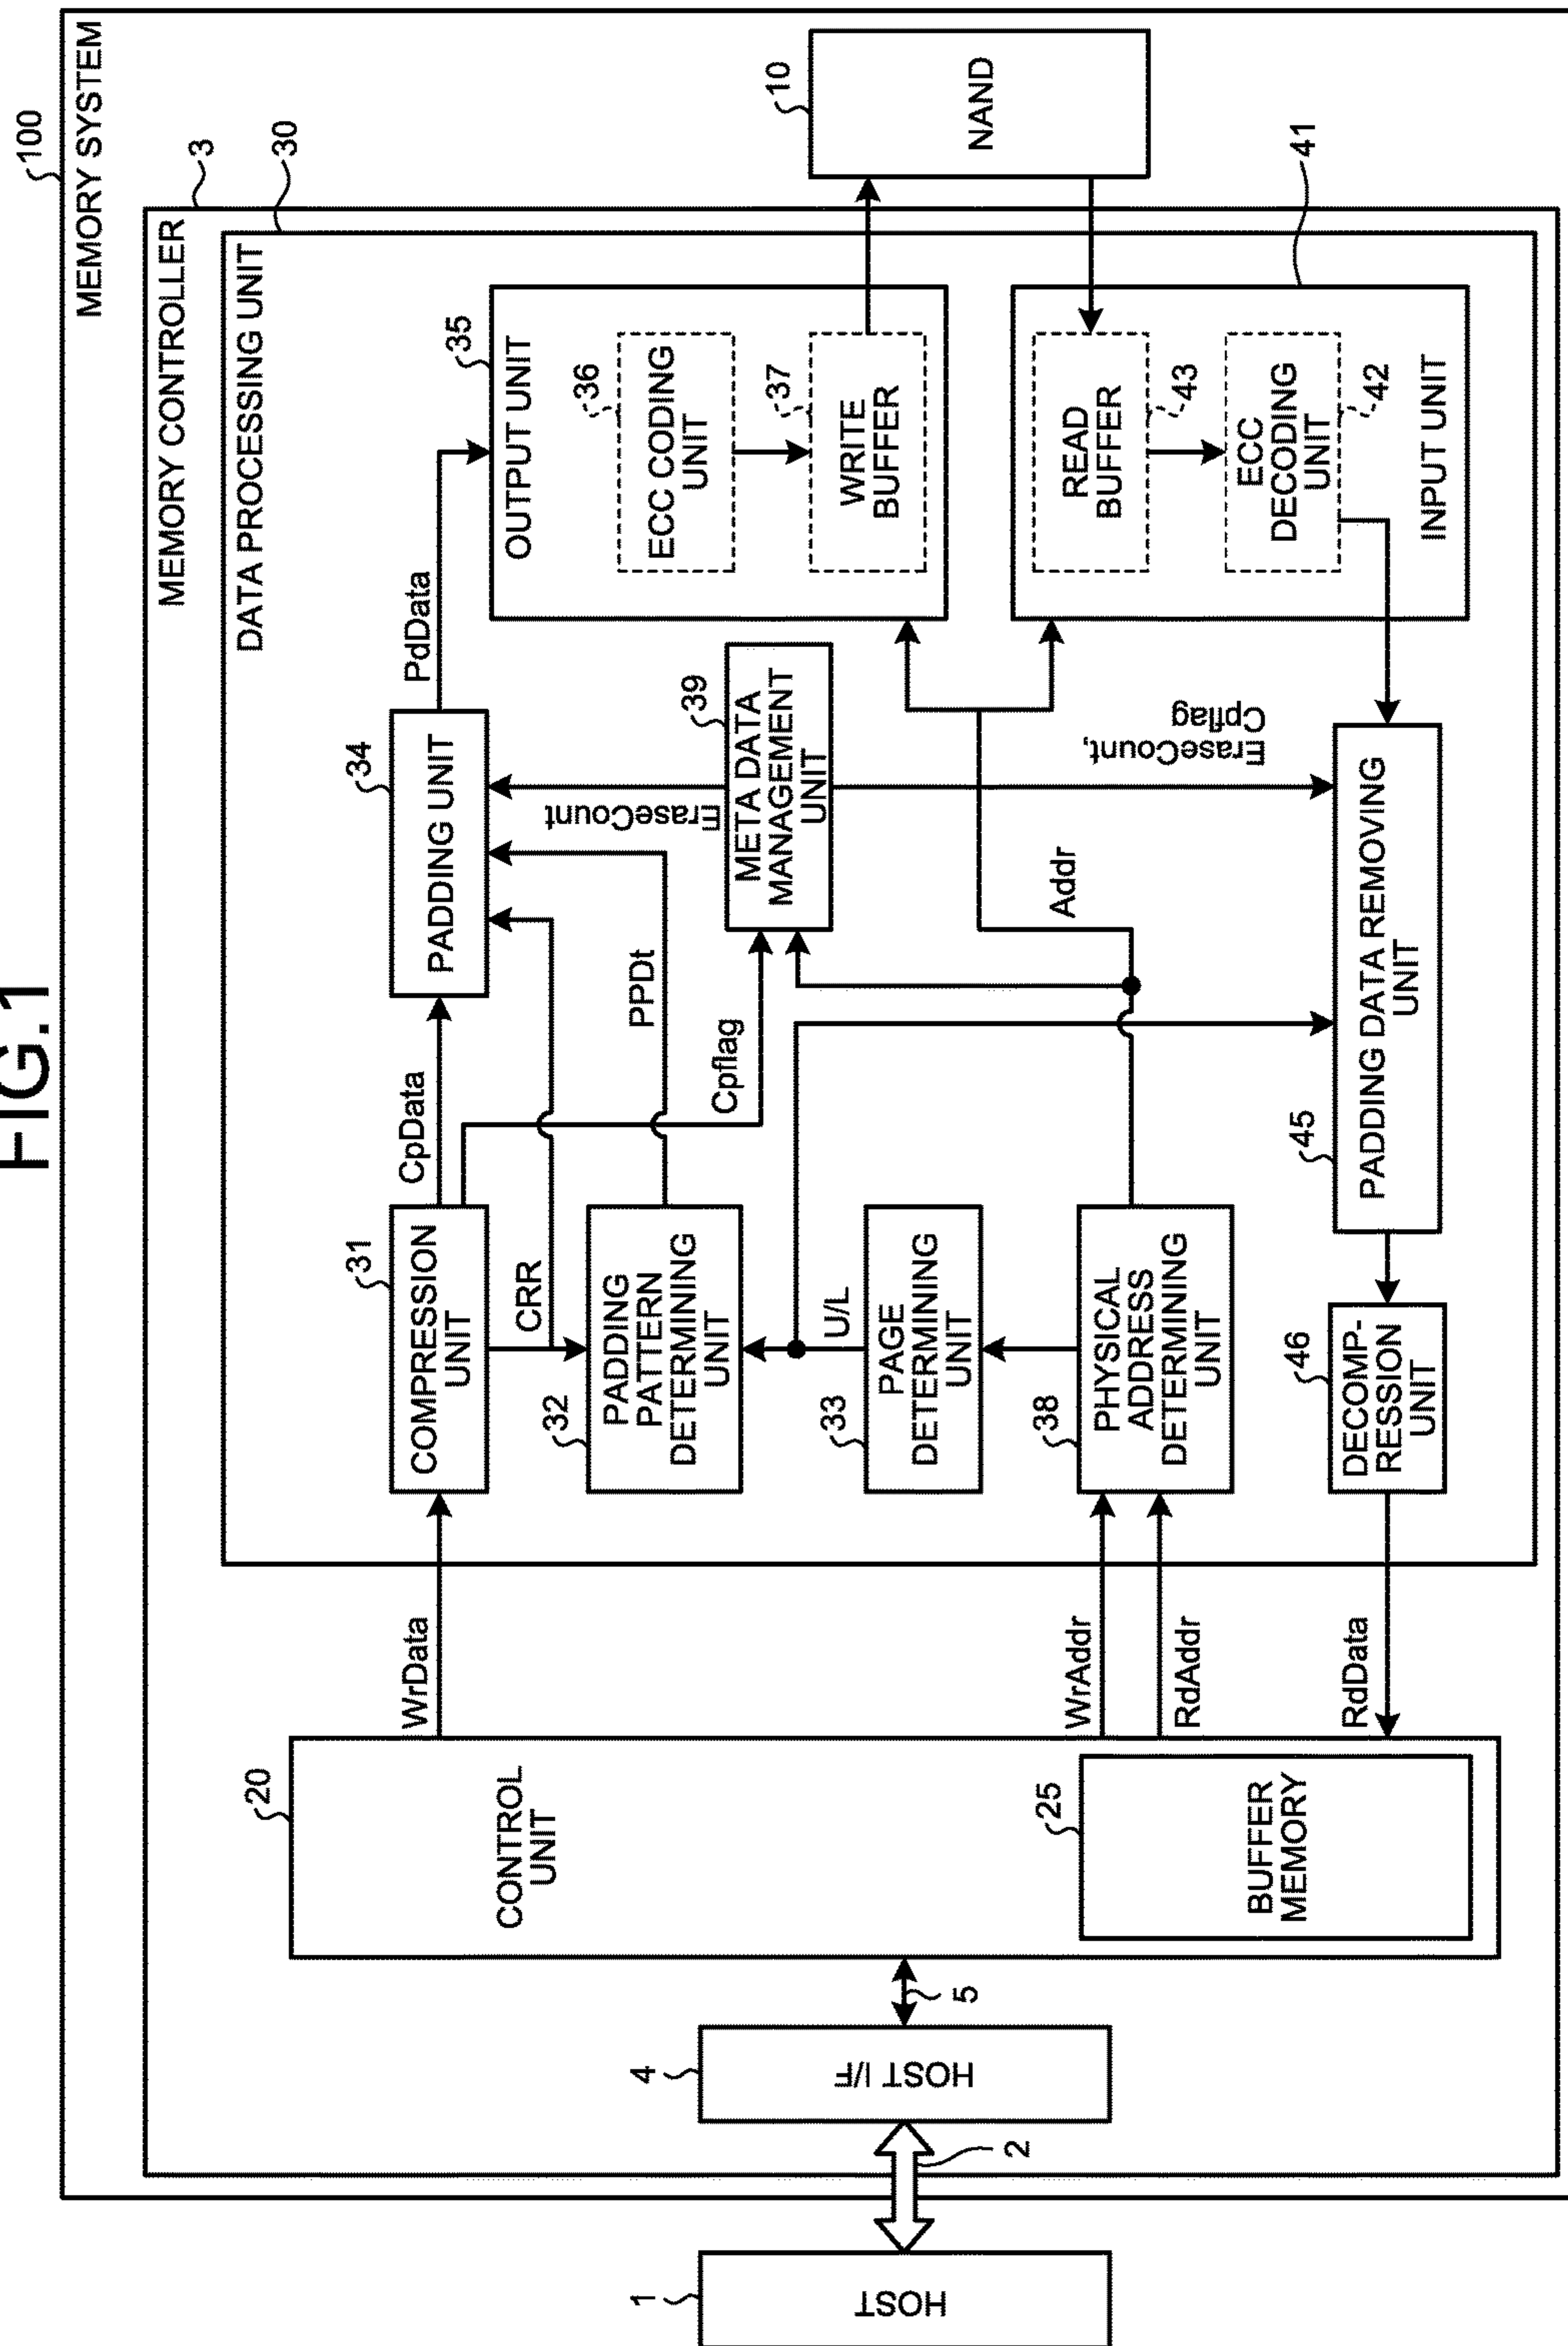 FIG.1
100
MEMORY SYSTEM
3
MEMORY CONTROLLER
30
DATA PROCESSING UNIT
1
HOST
2
4
HOST I/F
5
20
CONTROL
UNIT
25
BUFFER
MEMORY
WrData
WrAddr
RdAddr
RdData
31
COMPRESSION
UNIT
CpData
CRR
32
PADDING
PATTERN
DETERMINING
UNIT
PPDt
Cpflag
U/L
33
PAGE
DETERMINING
UNIT
38
PHYSICAL
ADDRESS
DETERMINING
UNIT
Addr
46
DECOMP-
RESSION
UNIT
45
PADDING DATA REMOVING
UNIT
34
PADDING UNIT
PdData
EraseCount
39
META DATA
MANAGEMENT
UNIT
EraseCount,
Cpflag
35
OUTPUT UNIT
36
ECC CODING
UNIT
37
WRITE
BUFFER
41
READ
BUFFER
43
ECC
DECODING
UNIT
42
INPUT UNIT
10
NAND